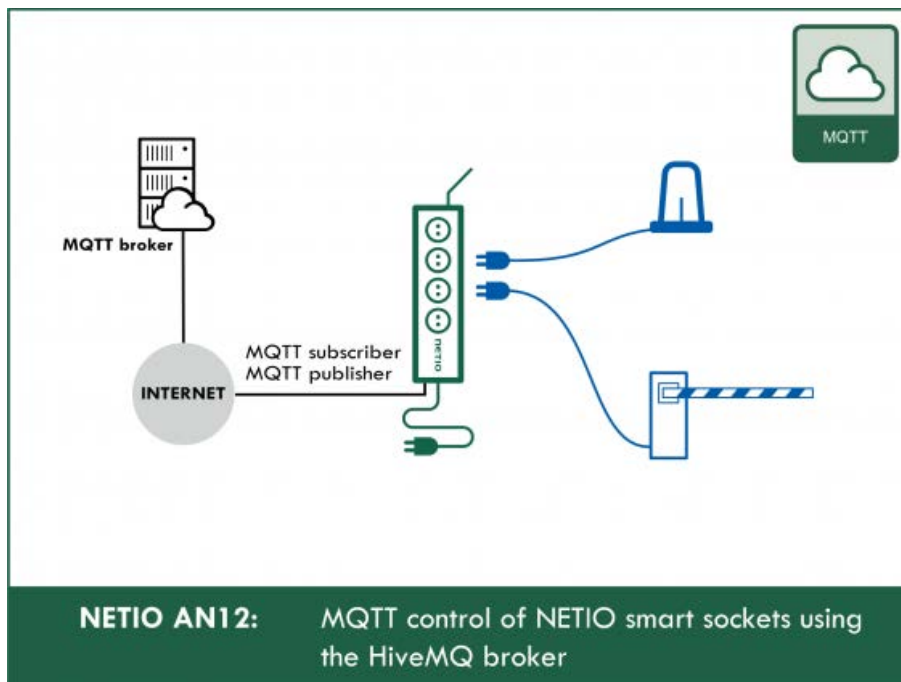 MQTT
MQTT broker
MQTT subscriber
MQTT publisher
INTERNET
NETIO
NETIO AN12: MQTT control of NETIO smart sockets using
the HiveMQ broker